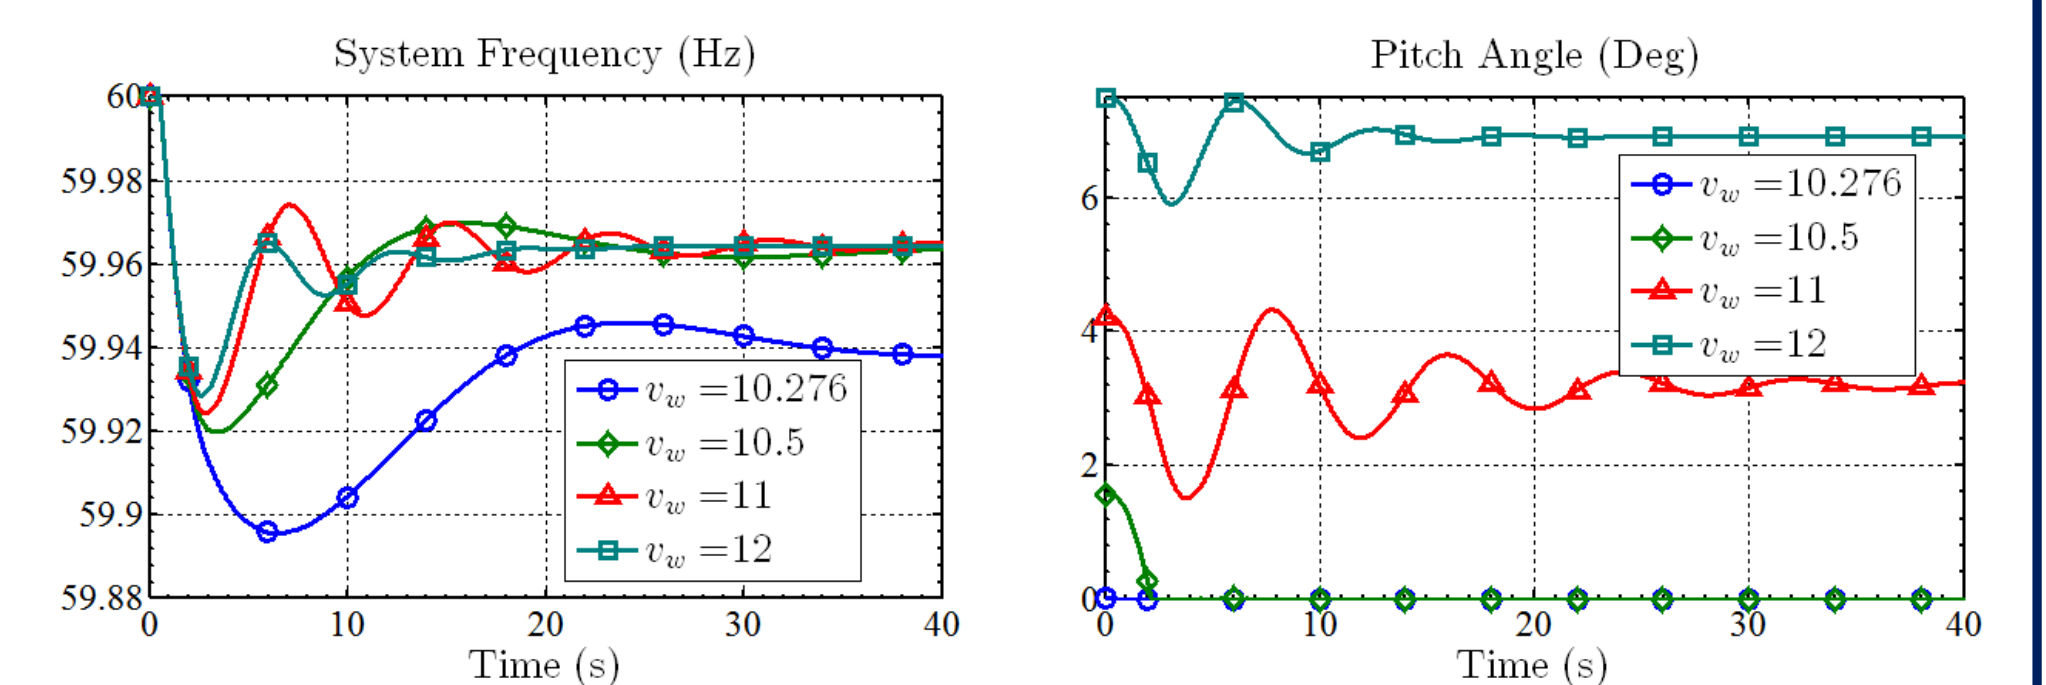 System Frequency (Hz)
60
59.98
59.96
59.94
59.92
59.9
59.88
0 10 20 30 40
Time (s)
v_w =10.276
v_w =10.5
v_w =11
v_w =12
Pitch Angle (Deg)
6
4
2
0
0 10 20 30 40
Time (s)
v_w =10.276
v_w =10.5
v_w =11
v_w =12